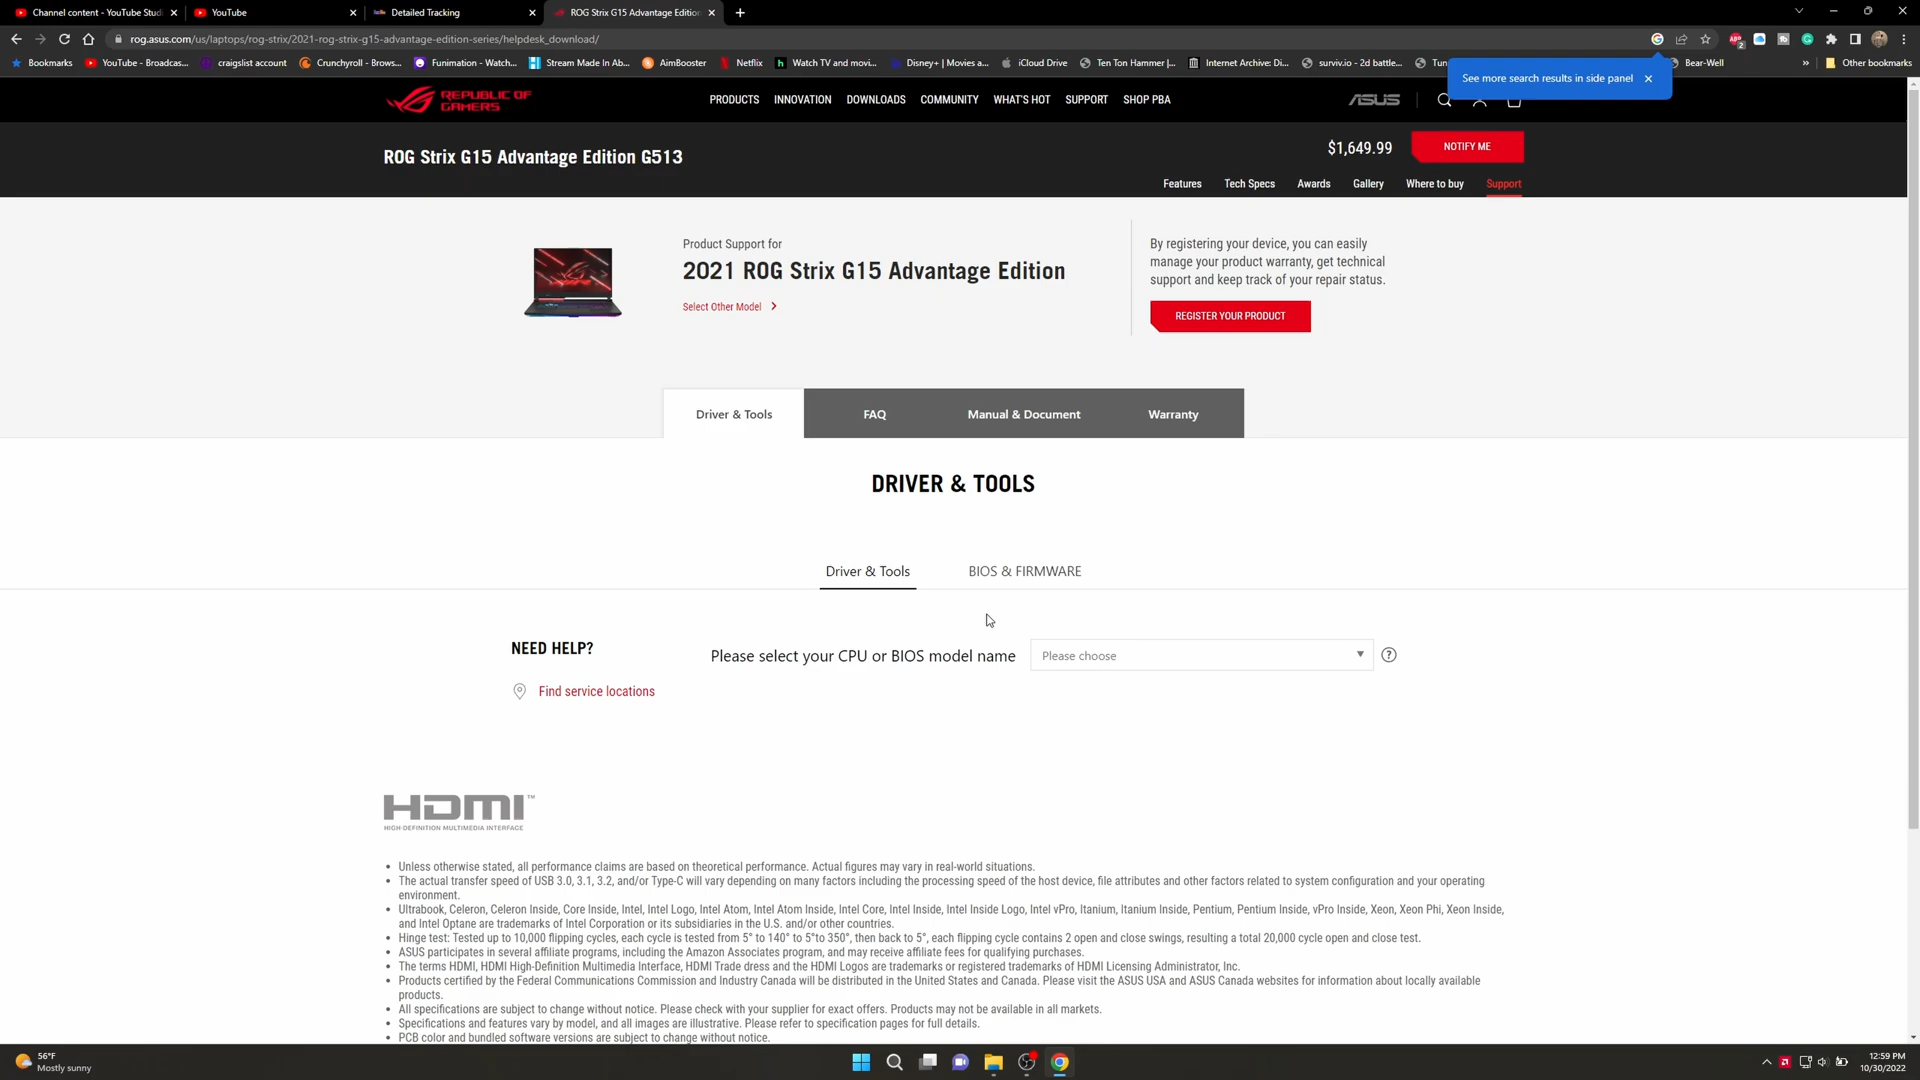 Channel content - YouTube Studi
YouTube
Detailed Tracking
ROG Strix G15 Advantage Edition
rog.asus.com/us/laptops/rog-strix/2021-rog-strix-g15-advantage-edition-series/helpdesk_download/
Bookmarks
YouTube - Broadcas...
craigslist account
Crunchyroll - Brows...
Funimation - Watch...
Stream Made In Ab...
AimBooster
Netflix
Watch TV and movi...
Disney+ | Movies a...
iCloud Drive
Ten Ton Hammer |...
Internet Archive: Di...
surviv.io - 2d battle...
Tun
Bear-Well
Other bookmarks
See more search results in side panel
REPUBLIC OF
GAMERS
PRODUCTS INNOVATION DOWNLOADS COMMUNITY WHAT'S HOT SUPPORT SHOP PBA
ASUS
ROG Strix G15 Advantage Edition G513
$1,649.99
NOTIFY ME
Features Tech Specs Awards Gallery Where to buy Support
Product Support for
2021 ROG Strix G15 Advantage Edition
Select Other Model
By registering your device, you can easily
manage your product warranty, get technical
support and keep track of your repair status.
REGISTER YOUR PRODUCT
Driver & Tools FAQ Manual & Document Warranty
DRIVER & TOOLS
Driver & Tools BIOS & FIRMWARE
NEED HELP?
Find service locations
Please select your CPU or BIOS model name
Please choose
?
HDMI™
HIGH-DEFINITION MULTIMEDIA INTERFACE
• Unless otherwise stated, all performance claims are based on theoretical performance. Actual figures may vary in real-world situations.
• The actual transfer speed of USB 3.0, 3.1, 3.2, and/or Type-C will vary depending on many factors including the processing speed of the host device, file attributes and other factors related to system configuration and your operating
environment.
• Ultrabook, Celeron, Celeron Inside, Core Inside, Intel, Intel Logo, Intel Atom, Intel Atom Inside, Intel Core, Intel Inside, Intel Inside Logo, Intel vPro, Itanium, Itanium Inside, Pentium, Pentium Inside, vPro Inside, Xeon, Xeon Phi, Xeon Inside,
and Intel Optane are trademarks of Intel Corporation or its subsidiaries in the U.S. and/or other countries.
• Hinge test: Tested up to 10,000 flipping cycles, each cycle is tested from 5° to 140° to 5°to 350°, then back to 5°, each flipping cycle contains 2 open and close swings, resulting a total 20,000 cycle open and close test.
• ASUS participates in several affiliate programs, including the Amazon Associates program, and may receive affiliate fees for qualifying purchases.
• The terms HDMI, HDMI High-Definition Multimedia Interface, HDMI Trade dress and the HDMI Logos are trademarks or registered trademarks of HDMI Licensing Administrator, Inc.
• Products certified by the Federal Communications Commission and Industry Canada will be distributed in the United States and Canada. Please visit the ASUS USA and ASUS Canada websites for information about locally available
products.
• All specifications are subject to change without notice. Please check with your supplier for exact offers. Products may not be available in all markets.
• Specifications and features vary by model, and all images are illustrative. Please refer to specification pages for full details.
• PCB color and bundled software versions are subject to change without notice.
56°F
Mostly sunny
12:59 PM
10/30/2022